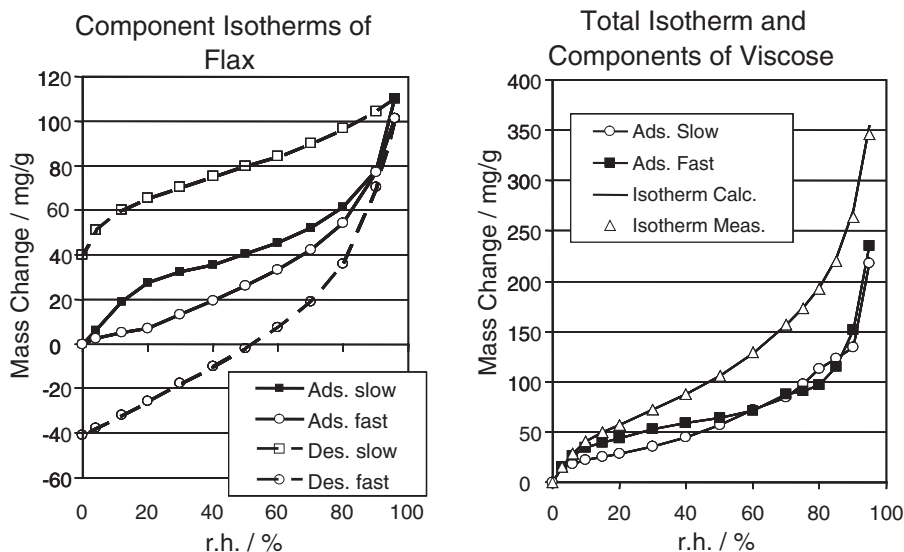 Component Isotherms of
Flax
120
100
80
60
40
20
0
-20
-40
-60
Mass Change / mg/g
Ads. slow
Ads. fast
Des. slow
Des. fast
0 20 40 60 80 100
r.h. / %
Total Isotherm and
Components of Viscose
400
350
300
250
200
150
100
50
0
Mass Change / mg/g
Ads. Slow
Ads. Fast
Isotherm Calc.
Isotherm Meas.
0 20 40 60 80 100
r.h. / %